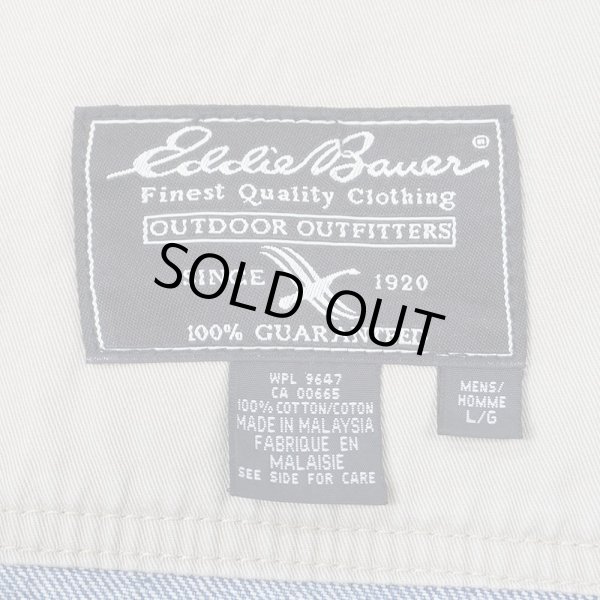 Eddie Bauer ®
Finest Quality Clothing
OUTDOOR OUTFITTERS
SINCE 1920
SOLD OUT
100% GUARANTEED
WPL 9647
CA 00665
100% COTTON/COTON
MADE IN MALAYSIA
FABRIQUE EN
MALAISIE
SEE SIDE FOR CARE
MENS/
HOMME
L/G